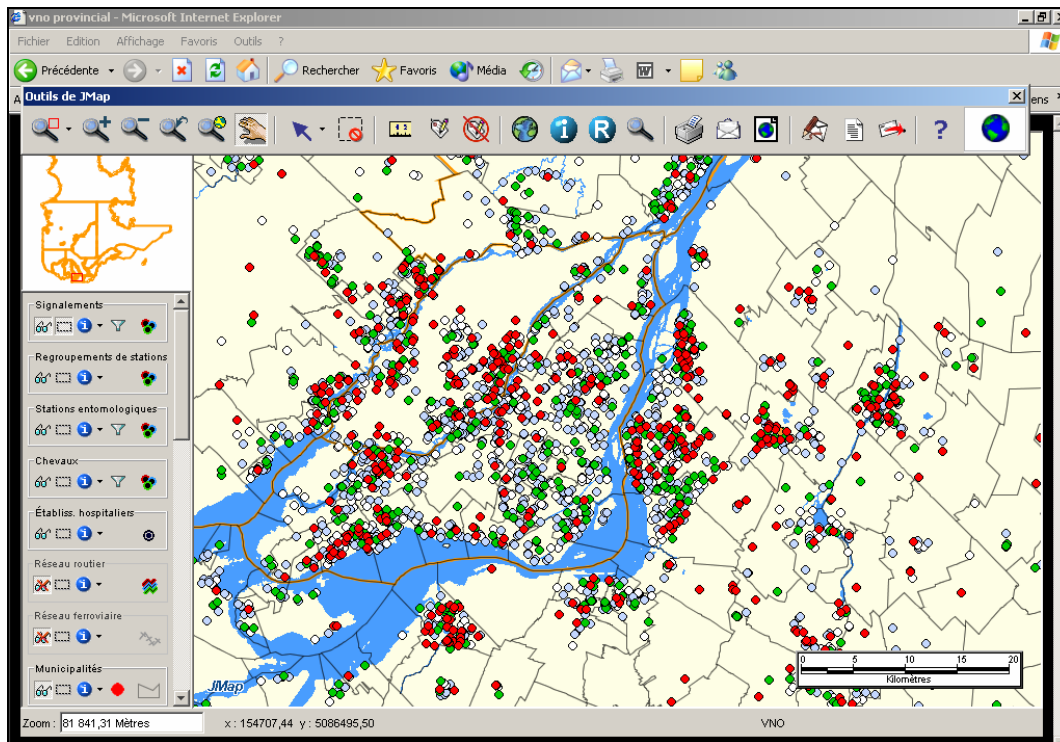 vno provincial - Microsoft Internet Explorer
Fichier Edition Affichage Favoris Outils ?
Précédente Rechercher Favoris Média
A ens »
Outils de JMap
Signalements
Regroupements de stations
Stations entomologiques
Chevaux
Établiss. hospitaliers
Réseau routier
Réseau ferroviaire
Municipalités
JMap
0 5 10 15 20
Kilomètres
Zoom : 81 841,31 Mètres x : 154707,44 y : 5086495,50 VNO